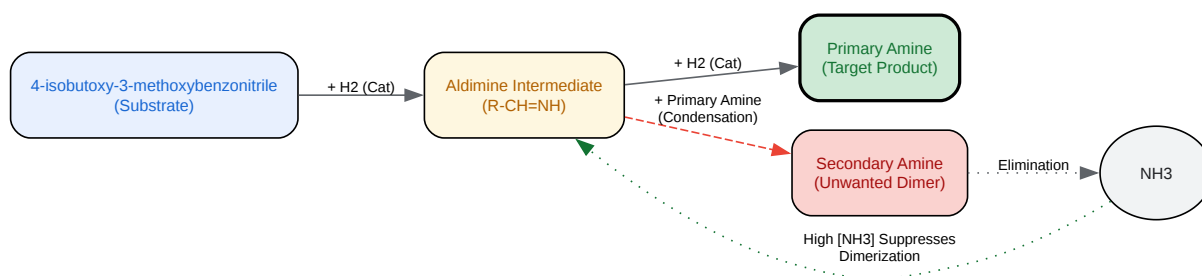 4-isobutoxy-3-methoxybenzonitrile
(Substrate)
+ H2 (Cat)
Aldimine Intermediate
(R-CH=NH)
+ H2 (Cat)
Primary Amine
(Target Product)
+ Primary Amine
(Condensation)
Secondary Amine
(Unwanted Dimer)
Elimination
NH3
High [NH3] Suppresses
Dimerization